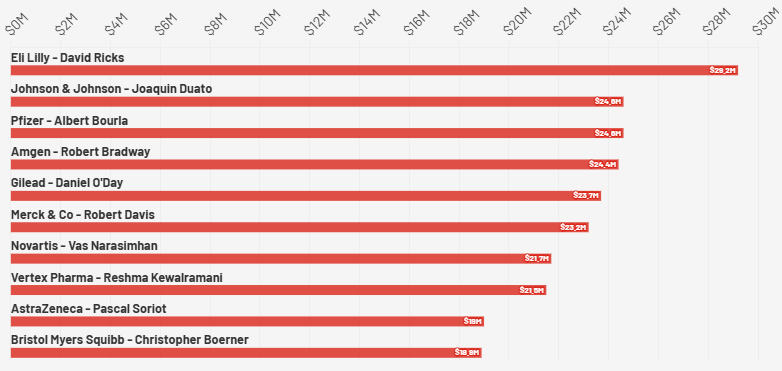 $0M $2M $4M $6M $8M $10M $12M $14M $16M $18M $20M $22M $24M $26M $28M $30M
Eli Lilly - David Ricks
$29,2M
Johnson & Johnson - Joaquin Duato
$24,6M
Pfizer - Albert Bourla
$24,6M
Amgen - Robert Bradway
$24,4M
Gilead - Daniel O'Day
$23,7M
Merck & Co - Robert Davis
$23,2M
Novartis - Vas Narasimhan
$21,7M
Vertex Pharma - Reshma Kewalramani
$21,5M
AstraZeneca - Pascal Soriot
$19M
Bristol Myers Squibb - Christopher Boerner
$18,9M